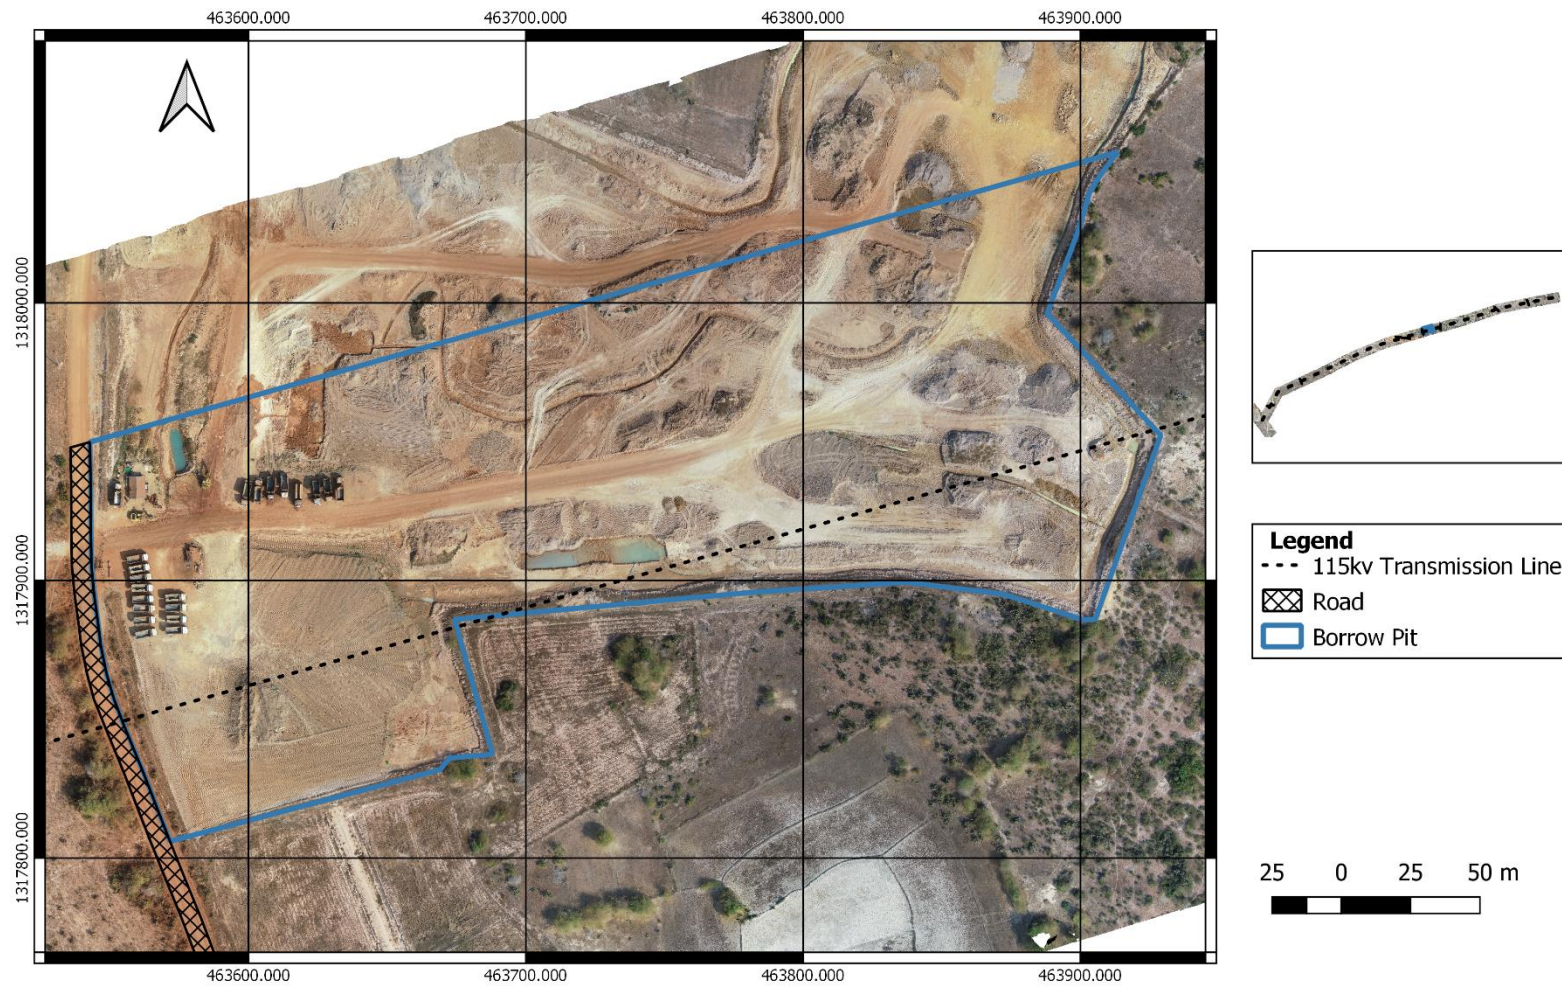 463600.000 463700.000 463800.000 463900.000
1318000.000
1317900.000
1317800.000
463600.000 463700.000 463800.000 463900.000
Legend
115kv Transmission Line
Road
Borrow Pit
25 0 25 50 m